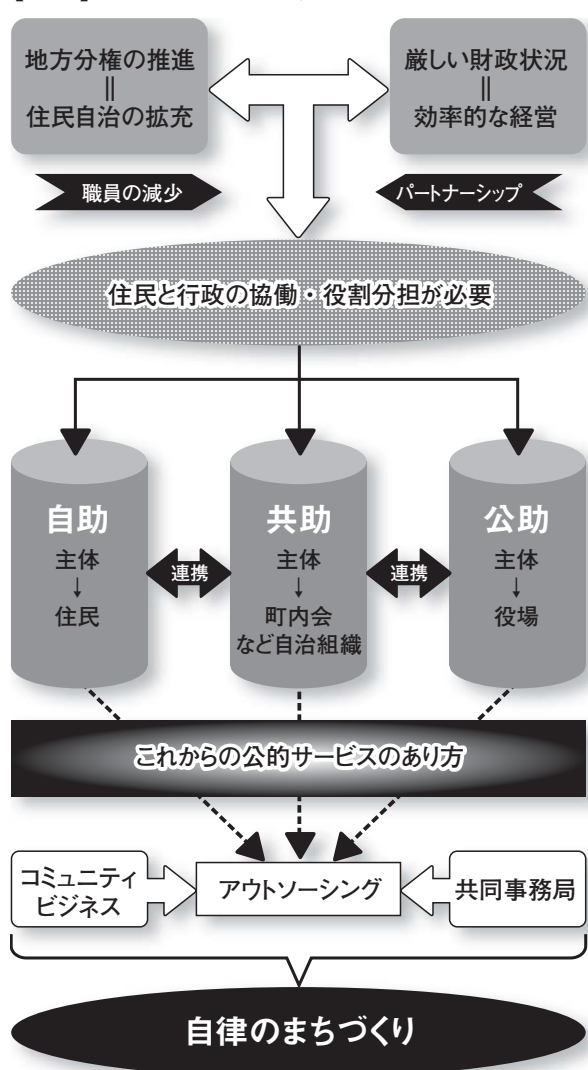 地方分権の推進
||
住民自治の拡充
厳しい財政状況
||
効率的な経営
職員の減少
パートナーシップ
住民と行政の協働・役割分担が必要
自助
主体
↓
住民
連携
共助
主体
↓
町内会
など自治組織
連携
公助
主体
↓
役場
これからの公的サービスのあり方
コミュニティ
ビジネス
アウトソーシング
共同事務局
自律のまちづくり